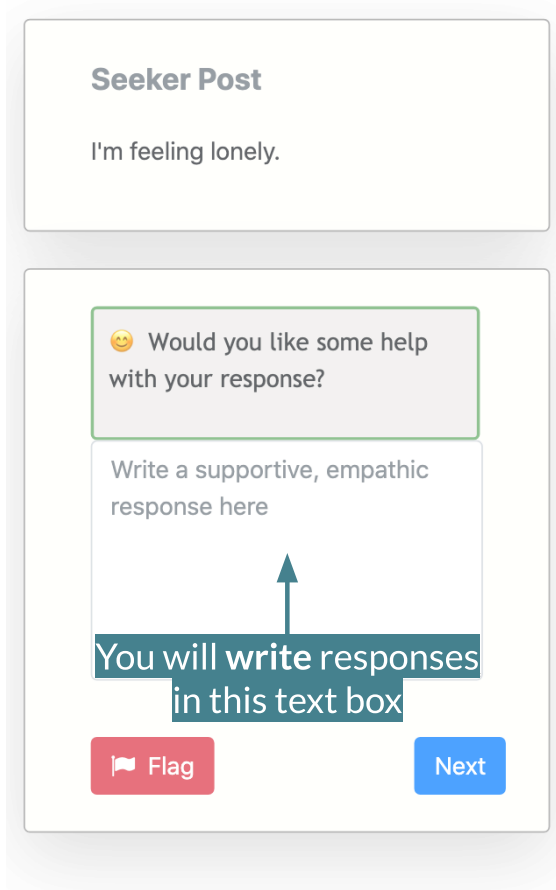 Seeker Post
I'm feeling lonely.
😊 Would you like some help
with your response?
Write a supportive, empathic
response here
You will write responses
in this text box
Flag
Next